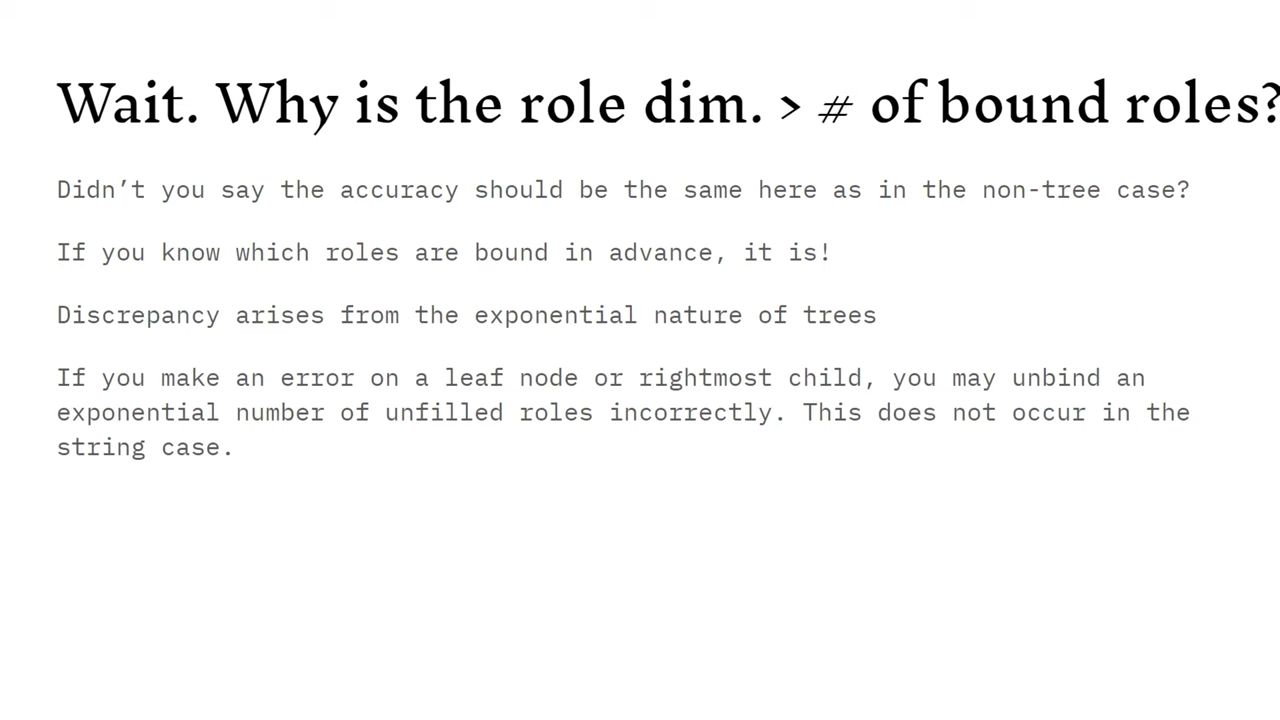 Wait. Why is the role dim. > # of bound roles?
Didn’t you say the accuracy should be the same here as in the non-tree case?
If you know which roles are bound in advance, it is!
Discrepancy arises from the exponential nature of trees
If you make an error on a leaf node or rightmost child, you may unbind an
exponential number of unfilled roles incorrectly. This does not occur in the
string case.